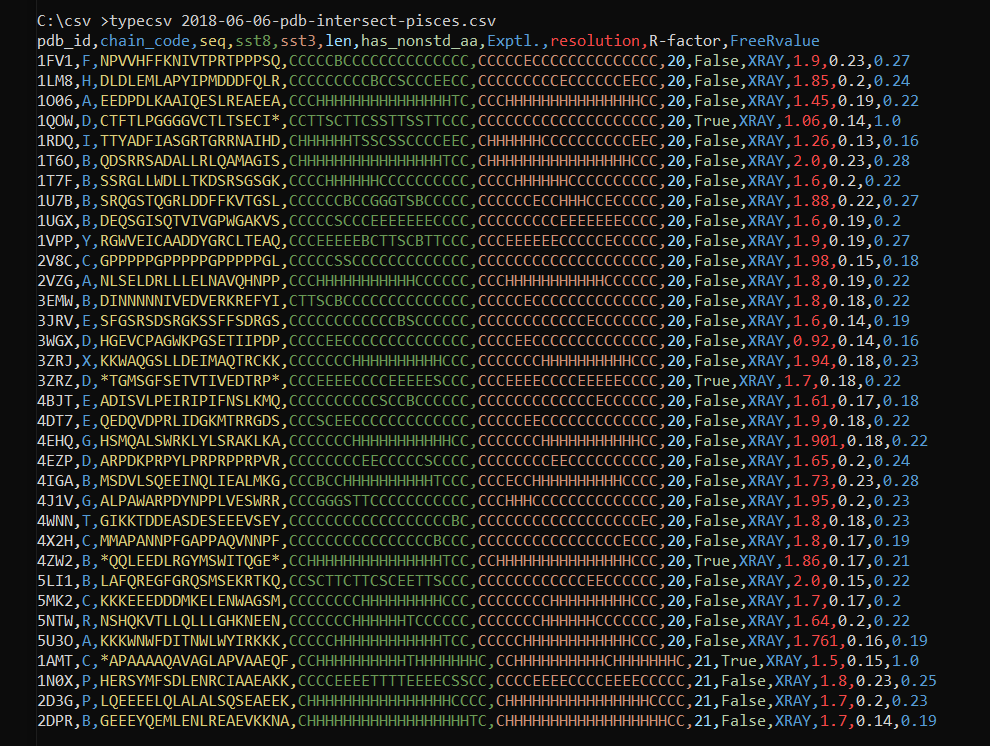 C:\csv >typecsv 2018-06-06-pdb-intersect-pisces.csv
pdb_id,chain_code,seq,sst8,sst3,len,has_nonstd_aa,Exptl.,resolution,R-factor,FreeRvalue
1FV1,F,NPVVHFFKNIVTPRTPPPSQ,CCCCCBCCCCCCCCCCCCCC,CCCCCECCCCCCCCCCCCCC,20,False,XRAY,1.9,0.23,0.27
1LM8,H,DLDLEMLAPYIPMDDDFQLR,CCCCCCCCCBCCSCCCEECC,CCCCCCCCCECCCCCCEECC,20,False,XRAY,1.85,0.2,0.24
1O06,A,EEDPDLKAAIQESLREAEEA,CCCHHHHHHHHHHHHHHHTC,CCCHHHHHHHHHHHHHHHCC,20,False,XRAY,1.45,0.19,0.22
1QOW,D,CTFTLPGGGGVCTLTSECI*,CCTTSCTTCSSTTSSTTCCC,CCCCCCCCCCCCCCCCCCCC,20,True,XRAY,1.06,0.14,1.0
1RDQ,I,TTYADFIASGRTGRRNAIHD,CHHHHHHTSSCSSCCCCEEC,CHHHHHHCCCCCCCCCCEEC,20,False,XRAY,1.26,0.13,0.16
1T6O,B,QDSRRSADALLRLQAMAGIS,CHHHHHHHHHHHHHHHHTCC,CHHHHHHHHHHHHHHHHCCC,20,False,XRAY,2.0,0.23,0.28
1T7F,B,SSRGLLWDLLTKDSRSGSGK,CCCCHHHHHHCCCCCCCCCC,CCCCHHHHHHCCCCCCCCCC,20,False,XRAY,1.6,0.2,0.22
1U7B,B,SRQGSTQGRLDDFFKVTGSL,CCCCCCBCCGGGTSBCCCCC,CCCCCCECCHHHCCECCCCC,20,False,XRAY,1.88,0.22,0.27
1UGX,B,DEQSGISQTVIVGPWGAKVS,CCCCCSCCCEEEEEEECCCC,CCCCCCCCCEEEEEEECCCC,20,False,XRAY,1.6,0.19,0.2
1VPP,Y,RGWVEICAADDYGRCLTEAQ,CCCEEEEEBCTTSCBTTCCC,CCCEEEEEECCCCCECCCCC,20,False,XRAY,1.9,0.19,0.27
2V8C,C,GPPPPPGPPPPPGPPPPPGL,CCCCCSSCCCCCCCCCCCCC,CCCCCCCCCCCCCCCCCCCC,20,False,XRAY,1.98,0.15,0.18
2VZG,A,NLSELDRLLLELNAVQHNPP,CCCHHHHHHHHHHHCCCCCC,CCCHHHHHHHHHHHCCCCCC,20,False,XRAY,1.8,0.19,0.22
3EMW,B,DINNNNNIVEDVERKREFYI,CTTSCBCCCCCCCCCCCCCC,CCCCCECCCCCCCCCCCCCC,20,False,XRAY,1.8,0.18,0.22
3JRV,E,SFGSRSDSRGKSSFFSDRGS,CCCCCCCCCCCCBSCCCCCC,CCCCCCCCCCCCECCCCCCC,20,False,XRAY,1.6,0.14,0.19
3WGX,D,HGEVCPAGWKPGSETIIPDP,CCCCEECCCCCCCCCCCCCC,CCCCEECCCCCCCCCCCCCC,20,False,XRAY,0.92,0.14,0.16
3ZRJ,X,KKWAQGSLLDEIMAQTRCKK,CCCCCCCHHHHHHHHHHCCC,CCCCCCCHHHHHHHHHHCCC,20,False,XRAY,1.94,0.18,0.23
3ZRZ,D,*TGMSGFSETVTIVEDTRP*,CCCEEEECCCCEEEEESCCC,CCCEEEECCCCEEEEECCCC,20,True,XRAY,1.7,0.18,0.22
4BJT,E,ADISVLPEIRIPIFNSLKMQ,CCCCCCCCCCSCCBCCCCCC,CCCCCCCCCCCCCECCCCCC,20,False,XRAY,1.61,0.17,0.18
4DT7,E,QEDQVDPRLIDGKMTRRGDS,CCCSCEECCCCCCCCCCCCC,CCCCCEECCCCCCCCCCCCC,20,False,XRAY,1.9,0.18,0.22
4EHQ,G,HSMQALSWRKLYLSRAKLKA,CCCCCCCHHHHHHHHHHHCC,CCCCCCCHHHHHHHHHHHCC,20,False,XRAY,1.901,0.18,0.22
4EZP,D,ARPDKPRPYLPRPRPPRPVR,CCCCCCCCEECCCCCSCCCC,CCCCCCCCEECCCCCCCCCC,20,False,XRAY,1.65,0.2,0.24
4IGA,B,MSDVLSQEEINQLIEALMKG,CCCBCCHHHHHHHHHHTCCC,CCCECCHHHHHHHHHHCCCC,20,False,XRAY,1.73,0.23,0.28
4J1V,G,ALPAWARPDYNPPLVESWRR,CCCGGGSTTCCCCCCCCCCC,CCCHHHCCCCCCCCCCCCCC,20,False,XRAY,1.95,0.2,0.23
4WNN,T,GIKKTDDEASDESEEEVSEY,CCCCCCCCCCCCCCCCCCBC,CCCCCCCCCCCCCCCCCCEC,20,False,XRAY,1.8,0.18,0.23
4X2H,C,MMAPANNPFGAPPAQVNNPF,CCCCCCCCCCCCCCCCBCCC,CCCCCCCCCCCCCCCCECCC,20,False,XRAY,1.8,0.17,0.19
4ZW2,B,*QQLEEDLRGYMSWITQGE*,CCHHHHHHHHHHHHHHHTCC,CCHHHHHHHHHHHHHHHCCC,20,True,XRAY,1.86,0.17,0.21
5LI1,B,LAFQREGFGRQSMSEKRTKQ,CCSCTTCTTCSCEETTSCCC,CCCCCCCCCCCCEECCCCCC,20,False,XRAY,2.0,0.15,0.22
5MK2,C,KKKEEEDDDMKELENWAGSM,CCCCCCCCHHHHHHHHHCCC,CCCCCCCCHHHHHHHHHCCC,20,False,XRAY,1.7,0.17,0.2
5NTW,R,NSHQKVTLLQLLLGHKNEEN,CCCCCCCHHHHHHTCCCCCC,CCCCCCCHHHHHHCCCCCCC,20,False,XRAY,1.64,0.2,0.22
5U3O,A,KKKWNWFDITNWLWYIRKKK,CCCCCHHHHHHHHHHHHTCC,CCCCCHHHHHHHHHHHHCCC,20,False,XRAY,1.761,0.16,0.19
1AMT,C,*APAAAAQAVAGLAPVAAEQF,CCHHHHHHHHHHTHHHHHHHC,CCHHHHHHHHHHCHHHHHHHC,21,True,XRAY,1.5,0.15,1.0
1N0X,P,HERSYMFSDLENRCIAAEAKK,CCCCEEEETTTTEEEECSSCC,CCCCEEEECCCCEEEECCCCC,21,False,XRAY,1.8,0.23,0.25
2D3G,P,LQEEEELQLALALSQSEAEEK,CHHHHHHHHHHHHHHHHCCCC,CHHHHHHHHHHHHHHHHCCCC,21,False,XRAY,1.7,0.2,0.23
2DPR,B,GEEEYQEMLENLREAEVKKNA,CHHHHHHHHHHHHHHHHHHTC,CHHHHHHHHHHHHHHHHHHCC,21,False,XRAY,1.7,0.14,0.19